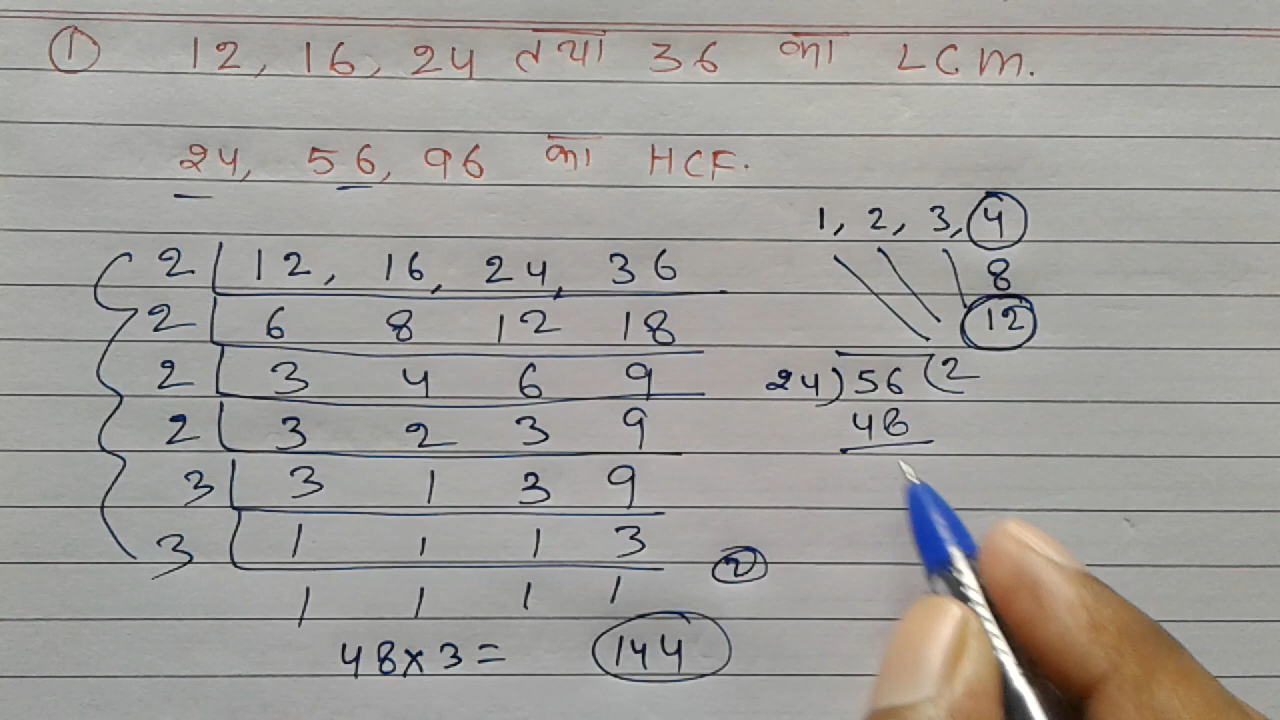 ① 12, 16, 24 तथा 36 का LCM.
24, 56, 96 का HCF.
1, 2, 3, 4
8
12
2 12, 16, 24, 36
2 6 8 12 18
2 3 4 6 9
2 3 2 3 9
3 3 1 3 9
3 1 1 1 3
1 1 1 1
48×3= 144
24)56(2
48